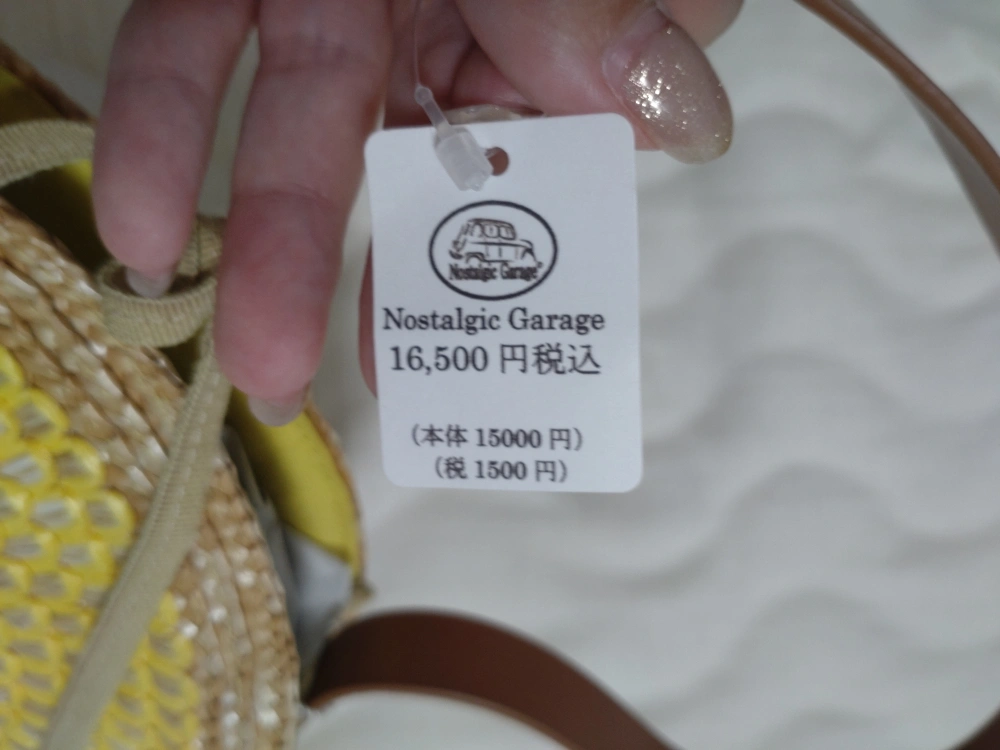 Nostalgic Garage
Nostalgic Garage
16,500 円税込
(本体 15000 円)
(税 1500 円)